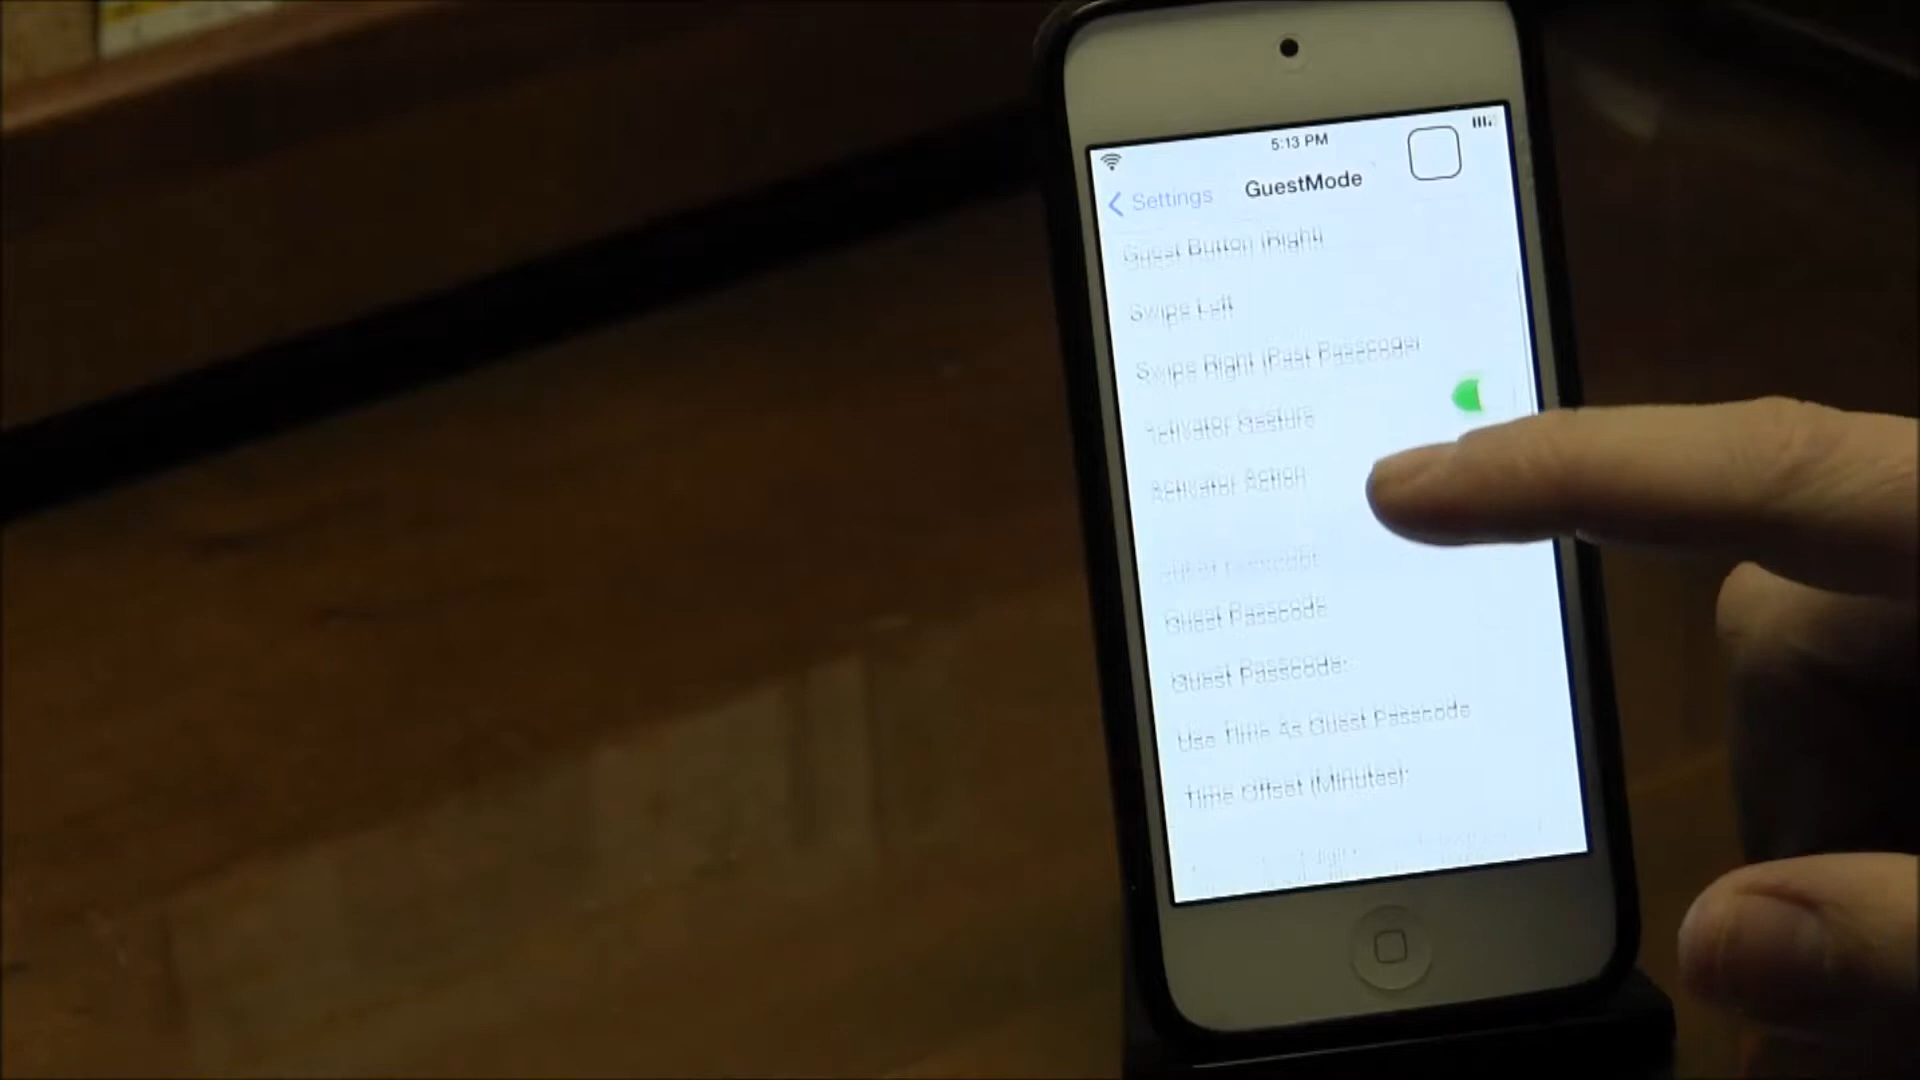 5:13 PM
Settings
GuestMode
Guest Button (Right)
Swipe Left
Swipe Right (Past Passcode)
Activator Gesture
Activator Action
Guest Passcode
Guest Passcode:
Use Time As Guest Passcode
Time Offset (Minutes):
digit